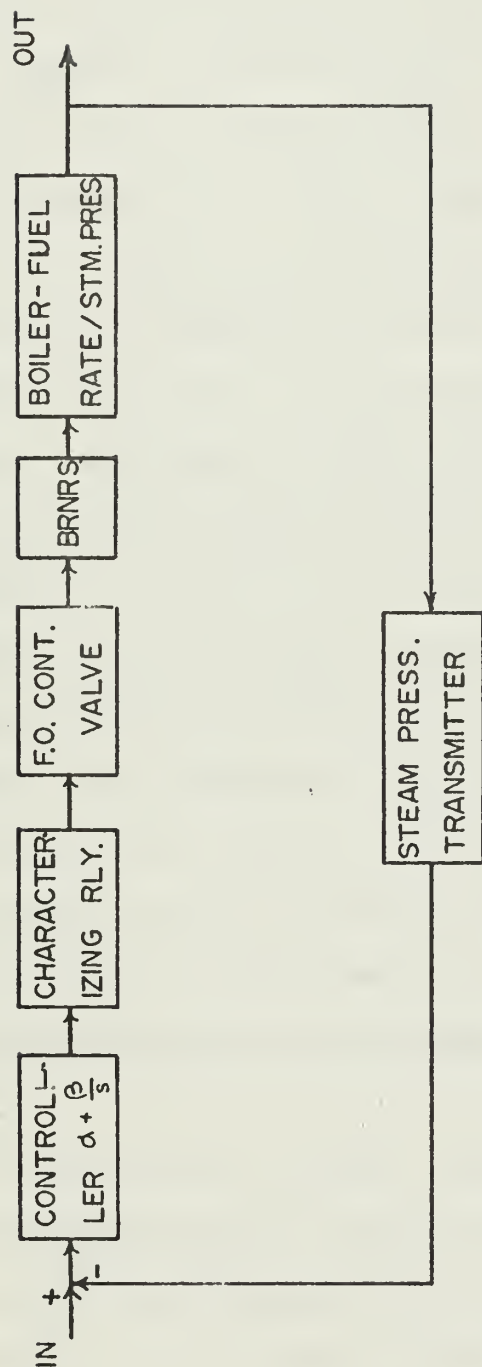 IN
+
-
CONTROL-
LER α + β/s
CHARACTER-
IZING RLY.
F.O. CONT.
VALVE
BRNRS
BOILER-FUEL
RATE/STM.PRES
OUT
STEAM PRESS.
TRANSMITTER